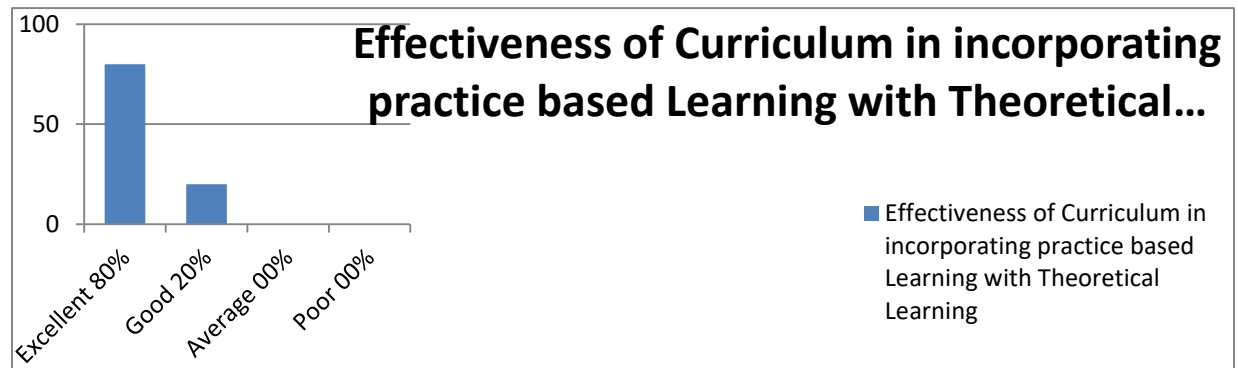 Effectiveness of Curriculum in incorporating
practice based Learning with Theoretical…
100
50
0
Excellent 80%
Good 20%
Average 00%
Poor 00%
Effectiveness of Curriculum in
incorporating practice based
Learning with Theoretical
Learning